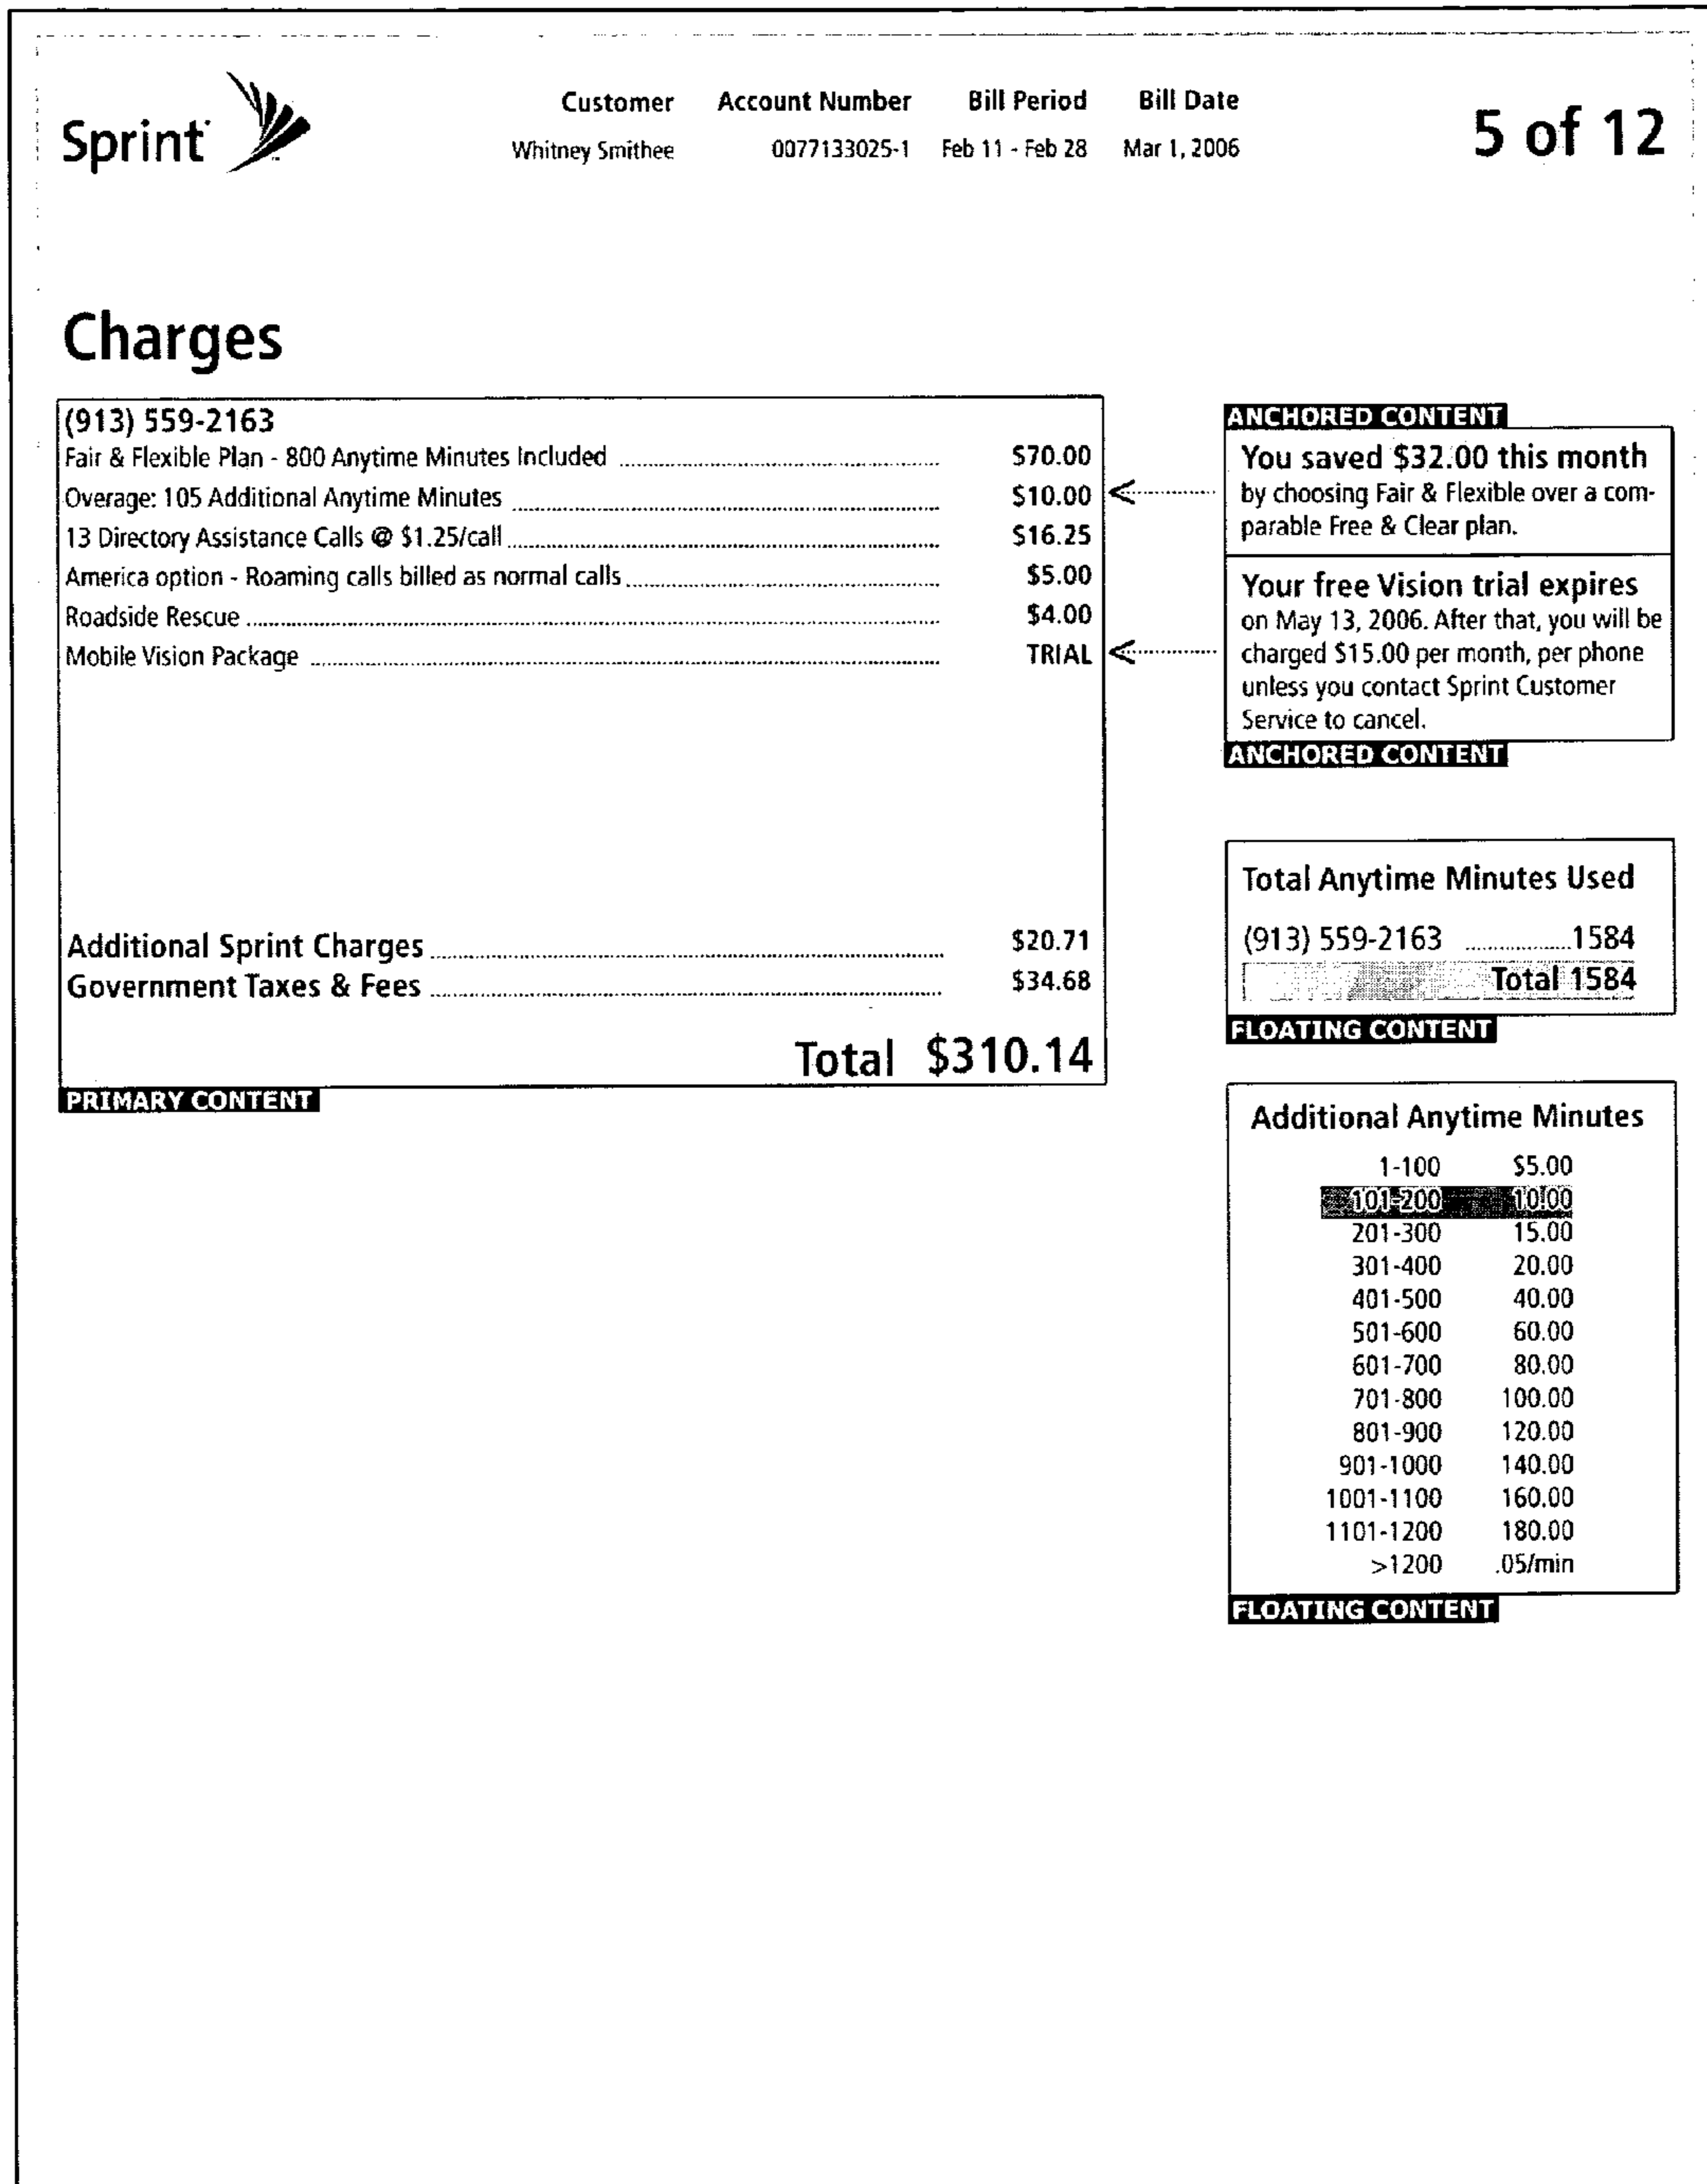 Sprint
Customer Account Number Bill Period Bill Date
Whitney Smithee 0077133025-1 Feb 11 - Feb 28 Mar 1, 2006
5 of 12
Charges
(913) 559-2163
Fair & Flexible Plan - 800 Anytime Minutes Included $70.00
Overage: 105 Additional Anytime Minutes $10.00
13 Directory Assistance Calls @ $1.25/call $16.25
America option - Roaming calls billed as normal calls $5.00
Roadside Rescue $4.00
Mobile Vision Package TRIAL
Additional Sprint Charges $20.71
Government Taxes & Fees $34.68
Total $310.14
PRIMARY CONTENT
ANCHORED CONTENT
You saved $32.00 this month
by choosing Fair & Flexible over a com-
parable Free & Clear plan.
Your free Vision trial expires
on May 13, 2006. After that, you will be
charged $15.00 per month, per phone
unless you contact Sprint Customer
Service to cancel.
ANCHORED CONTENT
Total Anytime Minutes Used
(913) 559-2163 1584
Total 1584
FLOATING CONTENT
Additional Anytime Minutes
1-100 $5.00
101-200 10.00
201-300 15.00
301-400 20.00
401-500 40.00
501-600 60.00
601-700 80.00
701-800 100.00
801-900 120.00
901-1000 140.00
1001-1100 160.00
1101-1200 180.00
>1200 .05/min
FLOATING CONTENT